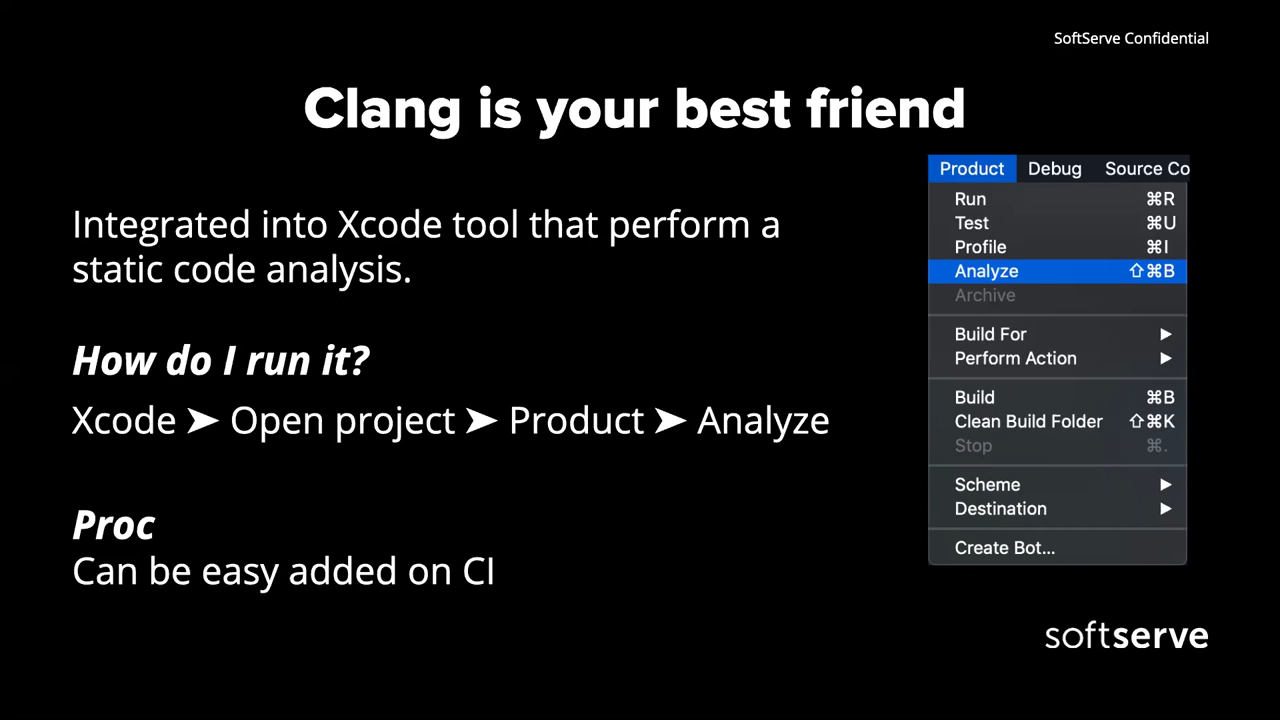 SoftServe Confidential
Clang is your best friend
Integrated into Xcode tool that perform a
static code analysis.
How do I run it?
Xcode ➤ Open project ➤ Product ➤ Analyze
Proc
Can be easy added on CI
Product Debug Source Co
Run ⌘R
Test ⌘U
Profile ⌘I
Analyze ⇧⌘B
Archive
Build For ▶
Perform Action ▶
Build ⌘B
Clean Build Folder ⇧⌘K
Stop ⌘.
Scheme ▶
Destination ▶
Create Bot...
softserve